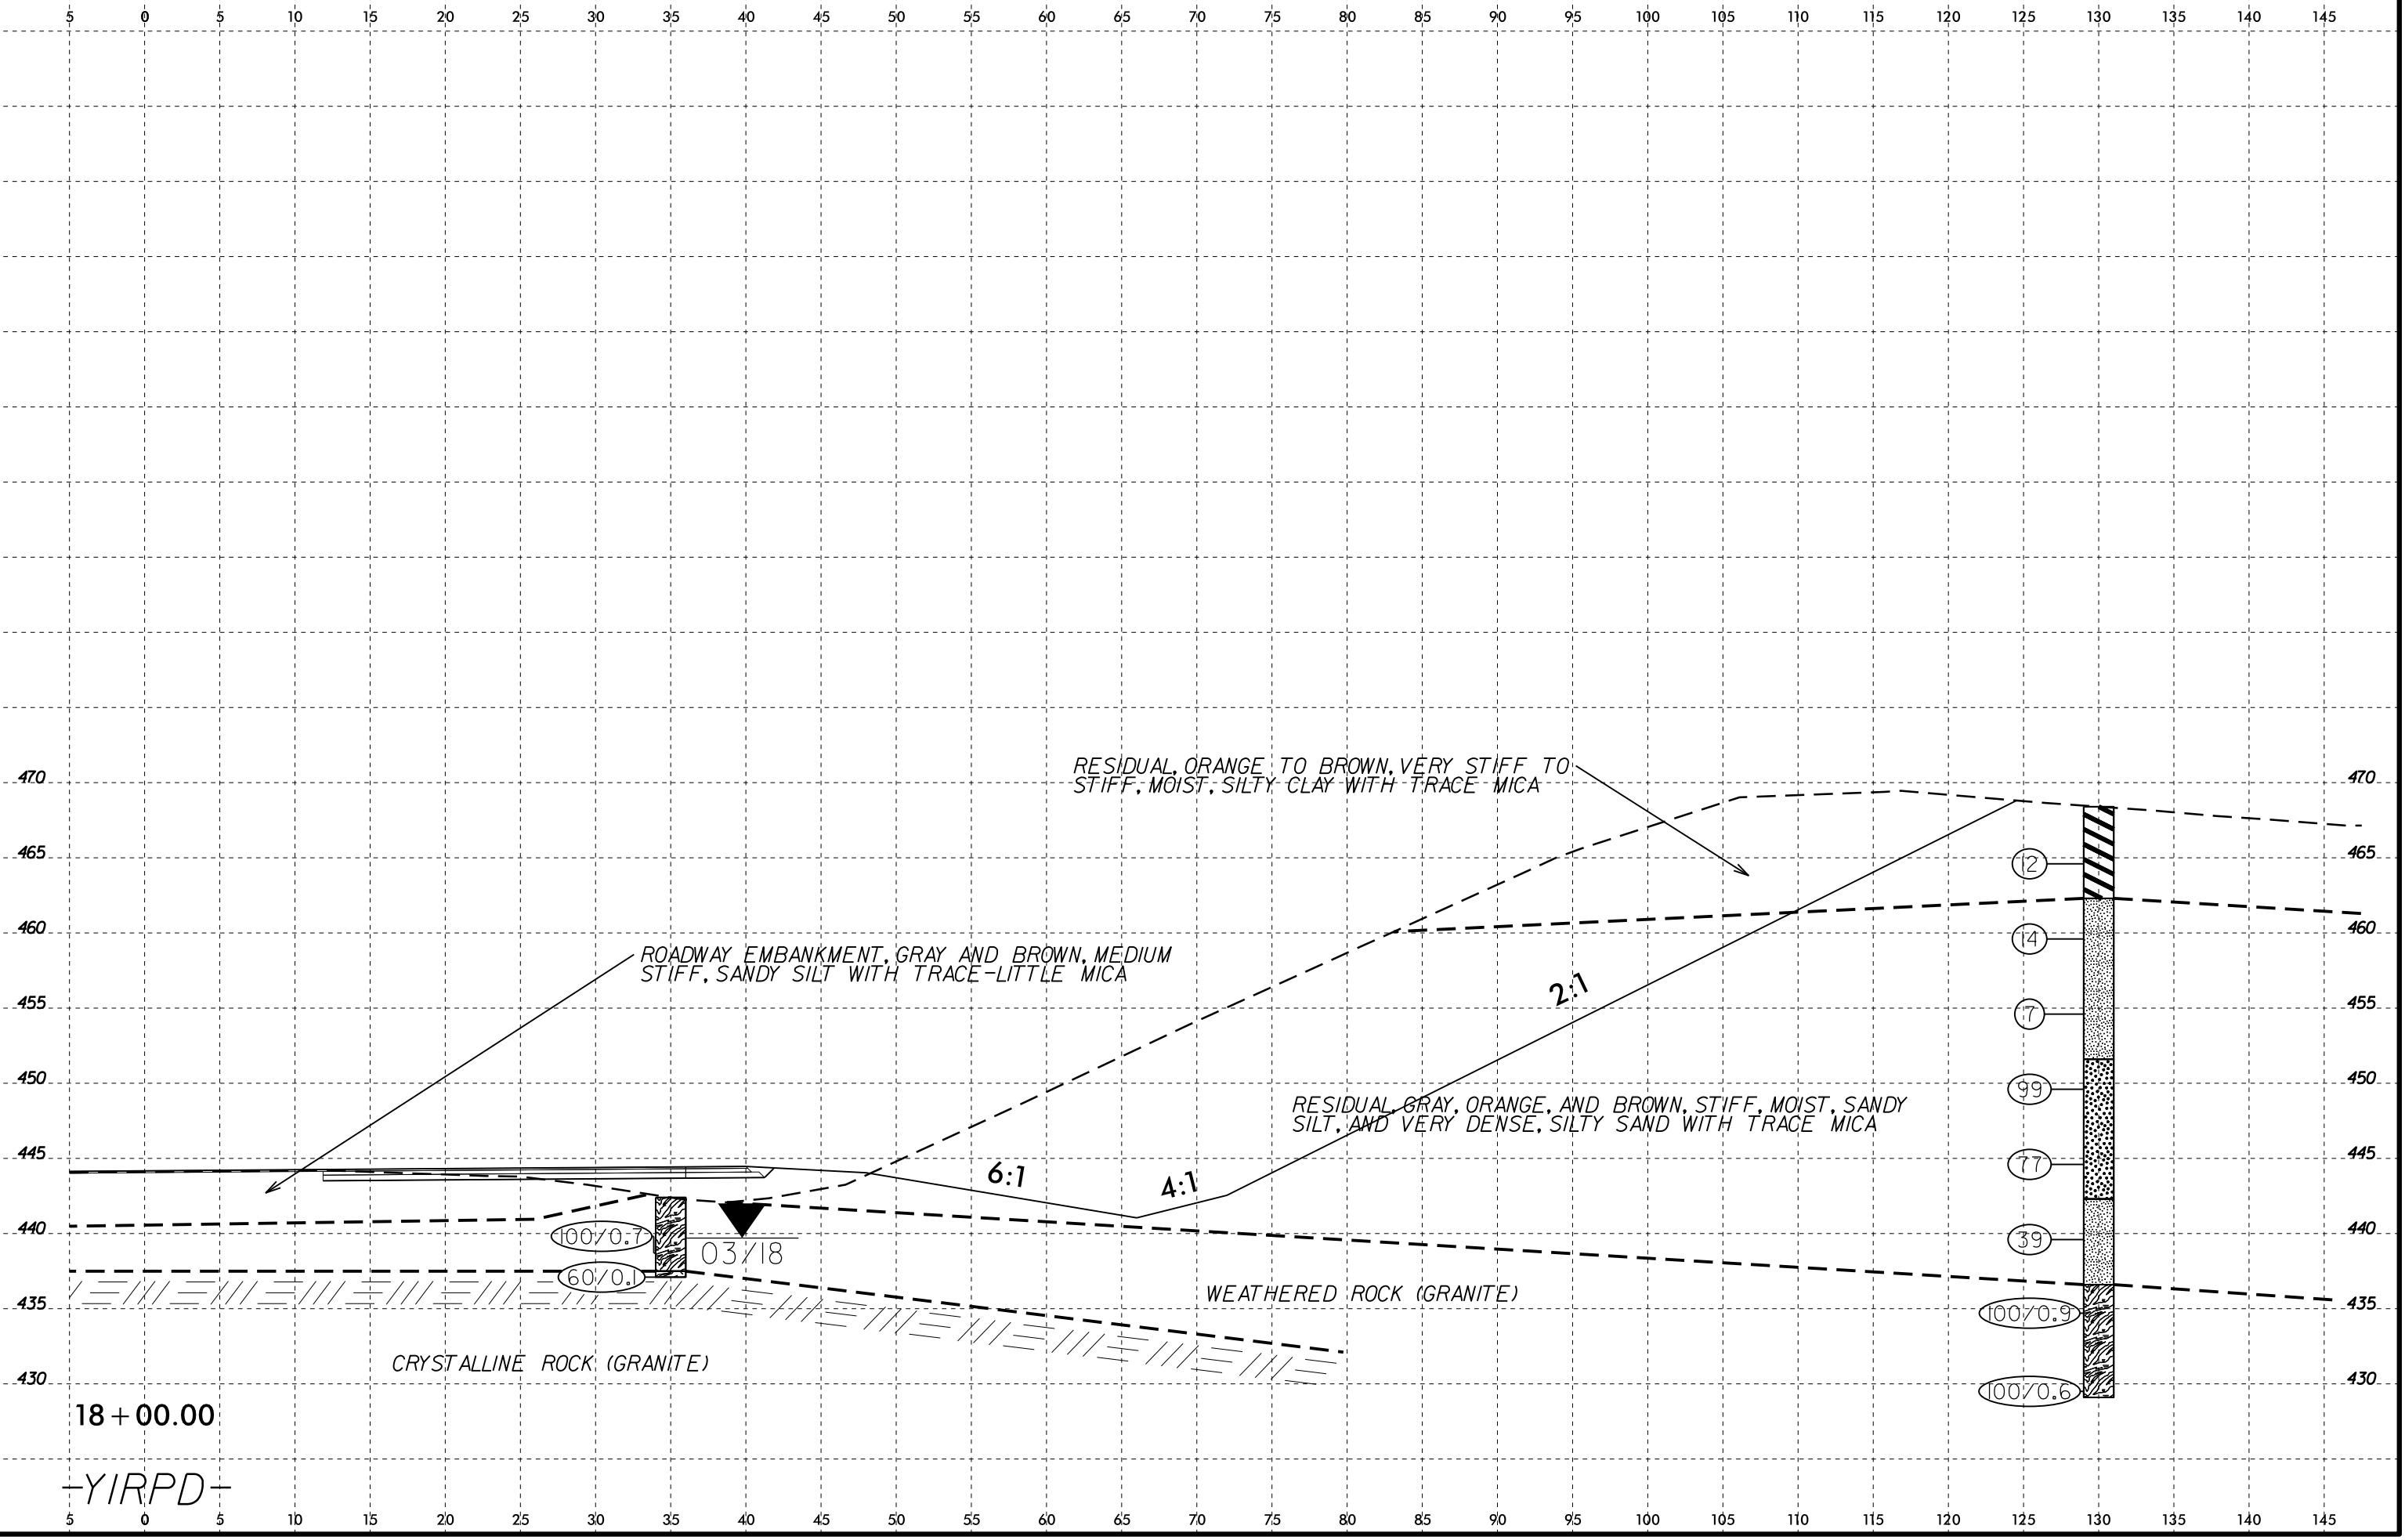 5 0 5 10 15 20 25 30 35 40 45 50 55 60 65 70 75 80 85 90 95 100 105 110 115 120 125 130 135 140 145
RESIDUAL, ORANGE TO BROWN, VERY STIFF TO
STIFF, MOIST, SILTY CLAY WITH TRACE MICA
470 470
465 465
12
460 460
14
ROADWAY EMBANKMENT, GRAY AND BROWN, MEDIUM
STIFF, SANDY SILT WITH TRACE-LITTLE MICA
2:1
455 455
7
450 450
99
RESIDUAL, GRAY, ORANGE, AND BROWN, STIFF, MOIST, SANDY
SILT, AND VERY DENSE, SILTY SAND WITH TRACE MICA
445 445
77
6:1
4:1
440 440
100/0.7
39
03/18
60/0.1
WEATHERED ROCK (GRANITE)
435 435
100/0.9
CRYSTALLINE ROCK (GRANITE)
430 430
100/0.6
18+00.00
-Y1RPD-
5 0 5 10 15 20 25 30 35 40 45 50 55 60 65 70 75 80 85 90 95 100 105 110 115 120 125 130 135 140 145